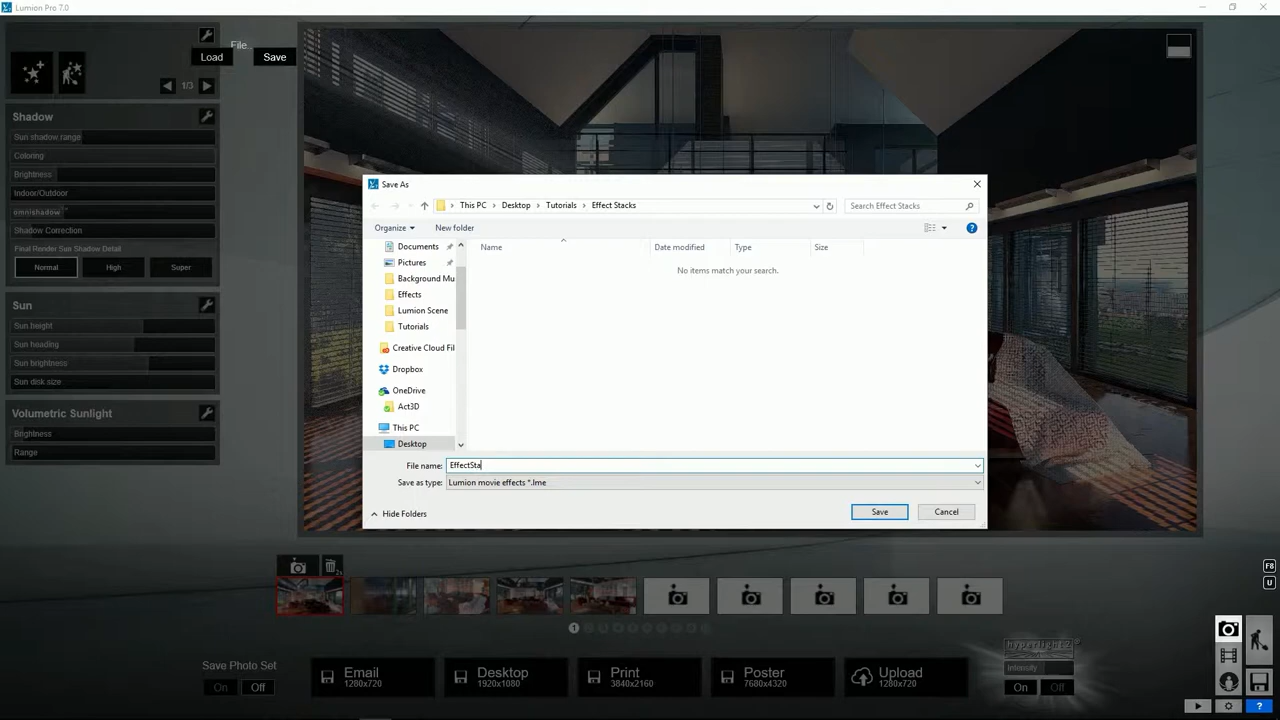 Lumion Pro 7.0
File...
Load
Save
1/3
Shadow
Sun shadow range
Coloring
Brightness
Indoor/Outdoor
omnishadow
Shadow Correction
Final Render Sun Shadow Detail
Normal
High
Super
Sun
Sun height
Sun heading
Sun brightness
Sun disk size
Volumetric Sunlight
Brightness
Range
Save As
This PC > Desktop > Tutorials > Effect Stacks
Search Effect Stacks
Organize
New folder
Name
Date modified
Type
Size
No items match your search.
Documents
Pictures
Background Mu
Effects
Lumion Scene
Tutorials
Creative Cloud Fil
Dropbox
OneDrive
Act3D
This PC
Desktop
File name: EffectSta
Save as type: Lumion movie effects *.lme
Hide Folders
Save
Cancel
2s
1
Save Photo Set
On
Off
Email
1280x720
Desktop
1920x1080
Print
3840x2160
Poster
7680x4320
Upload
1280x720
hyperlight2
Intensity
On
Off
F8
U
?